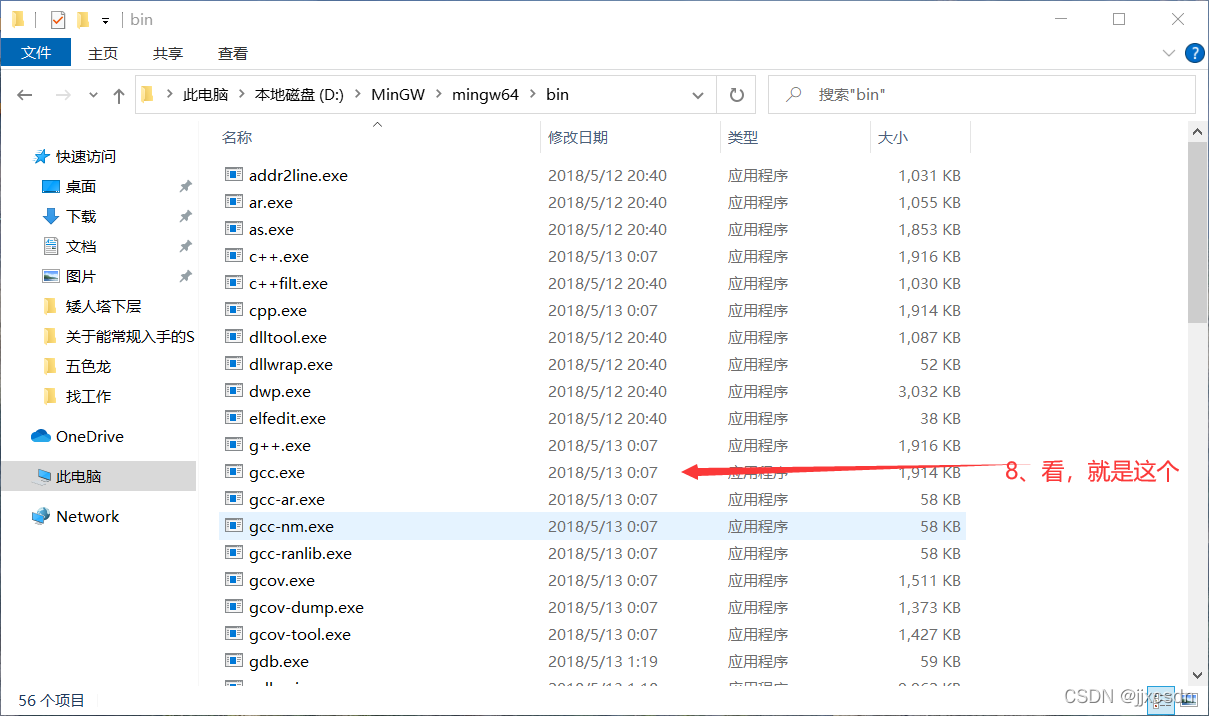 bin
文件 主页 共享 查看
此电脑 本地磁盘 (D:) MinGW mingw64 bin 搜索"bin"
名称 修改日期 类型 大小
快速访问
桌面
下载
文档
图片
矮人塔下层
关于能常规入手的S
五色龙
找工作
OneDrive
此电脑
Network
addr2line.exe 2018/5/12 20:40 应用程序 1,031 KB
ar.exe 2018/5/12 20:40 应用程序 1,055 KB
as.exe 2018/5/12 20:40 应用程序 1,853 KB
c++.exe 2018/5/13 0:07 应用程序 1,916 KB
c++filt.exe 2018/5/12 20:40 应用程序 1,030 KB
cpp.exe 2018/5/13 0:07 应用程序 1,914 KB
dlltool.exe 2018/5/12 20:40 应用程序 1,087 KB
dllwrap.exe 2018/5/12 20:40 应用程序 52 KB
dwp.exe 2018/5/12 20:40 应用程序 3,032 KB
elfedit.exe 2018/5/12 20:40 应用程序 38 KB
g++.exe 2018/5/13 0:07 应用程序 1,916 KB
gcc.exe 2018/5/13 0:07 应用程序 1,914 KB
8、看，就是这个
gcc-ar.exe 2018/5/13 0:07 应用程序 58 KB
gcc-nm.exe 2018/5/13 0:07 应用程序 58 KB
gcc-ranlib.exe 2018/5/13 0:07 应用程序 58 KB
gcov.exe 2018/5/13 0:07 应用程序 1,511 KB
gcov-dump.exe 2018/5/13 0:07 应用程序 1,373 KB
gcov-tool.exe 2018/5/13 0:07 应用程序 1,427 KB
gdb.exe 2018/5/13 1:19 应用程序 59 KB
56 个项目
CSDN @jjxcsdn